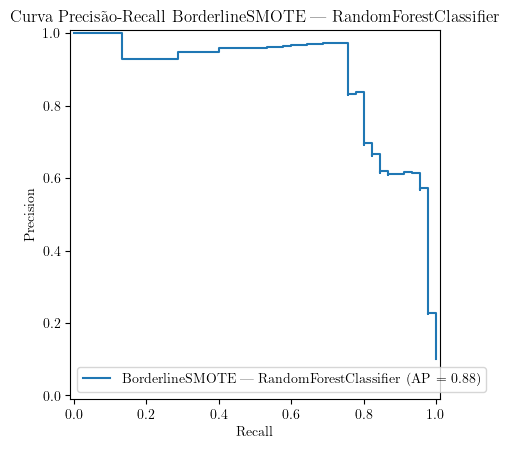 Curva Precisão-Recall BorderlineSMOTE — RandomForestClassifier
1.0
0.8
0.6
0.4
0.2
0.0
Precision
BorderlineSMOTE — RandomForestClassifier (AP = 0.88)
0.0 0.2 0.4 0.6 0.8 1.0
Recall